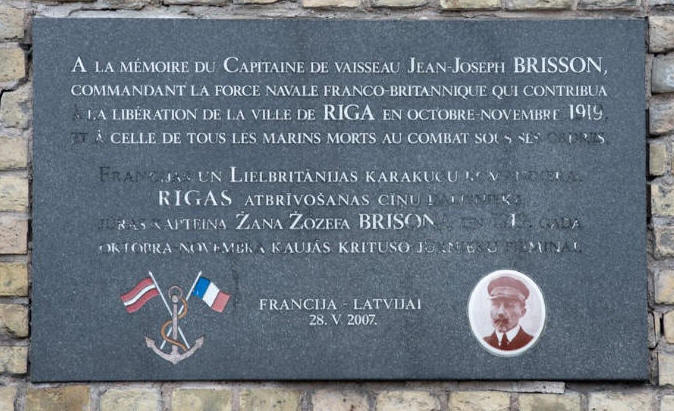 A LA MÉMOIRE DU CAPITAINE DE VAISSEAU JEAN-JOSEPH BRISSON,
COMMANDANT LA FORCE NAVALE FRANCO-BRITANNIQUE QUI CONTRIBUA
À LA LIBÉRATION DE LA VILLE DE RIGA EN OCTOBRE-NOVEMBRE 1919,
ET À CELLE DE TOUS LES MARINS MORTS AU COMBAT SOUS SES ORDRES.
FRANCIJAS UN LIELBRITĀNIJAS KARAKUĢU
RĪGAS ATBRĪVOŠANAS CĪŅU
JŪRAS KAPTEIŅA ŽANA ŽOZEFA UN GADA
OKTOBRA-NOVEMBRA KAUJĀS KRITUŠO
FRANCIJA - LATVIJAI
28. V. 2007.